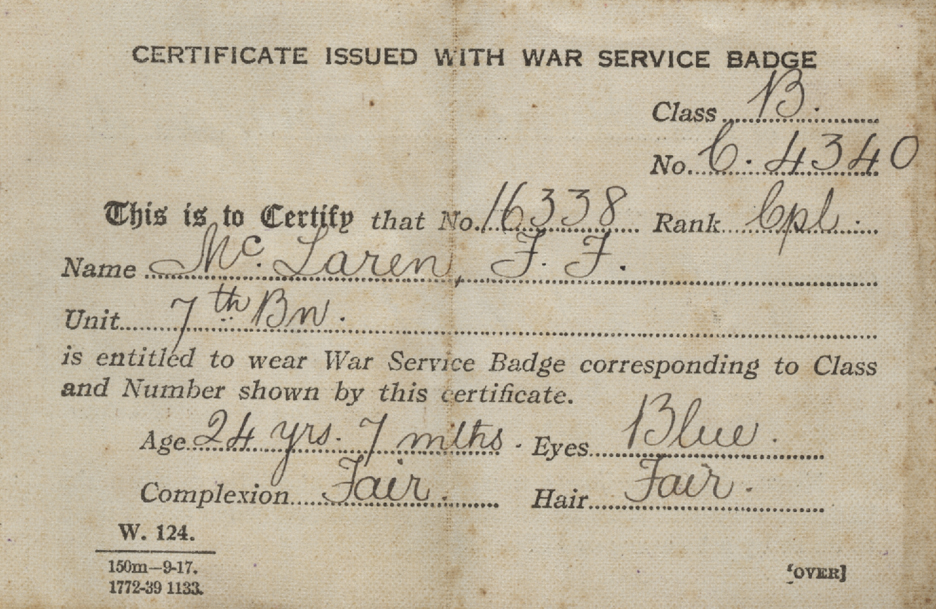 CERTIFICATE ISSUED WITH WAR SERVICE BADGE
Class B.
No. C. 4340
This is to Certify that No. 16338 Rank Cpl.
Name Mc. Laren, F. F.
Unit 7th Bn.
is entitled to wear War Service Badge corresponding to Class
and Number shown by this certificate.
Age 24 yrs. 7 mths. Eyes Blue.
Complexion Fair. Hair Fair.
W. 124.
150m—9-17.
1772-39 1133.
[OVER]